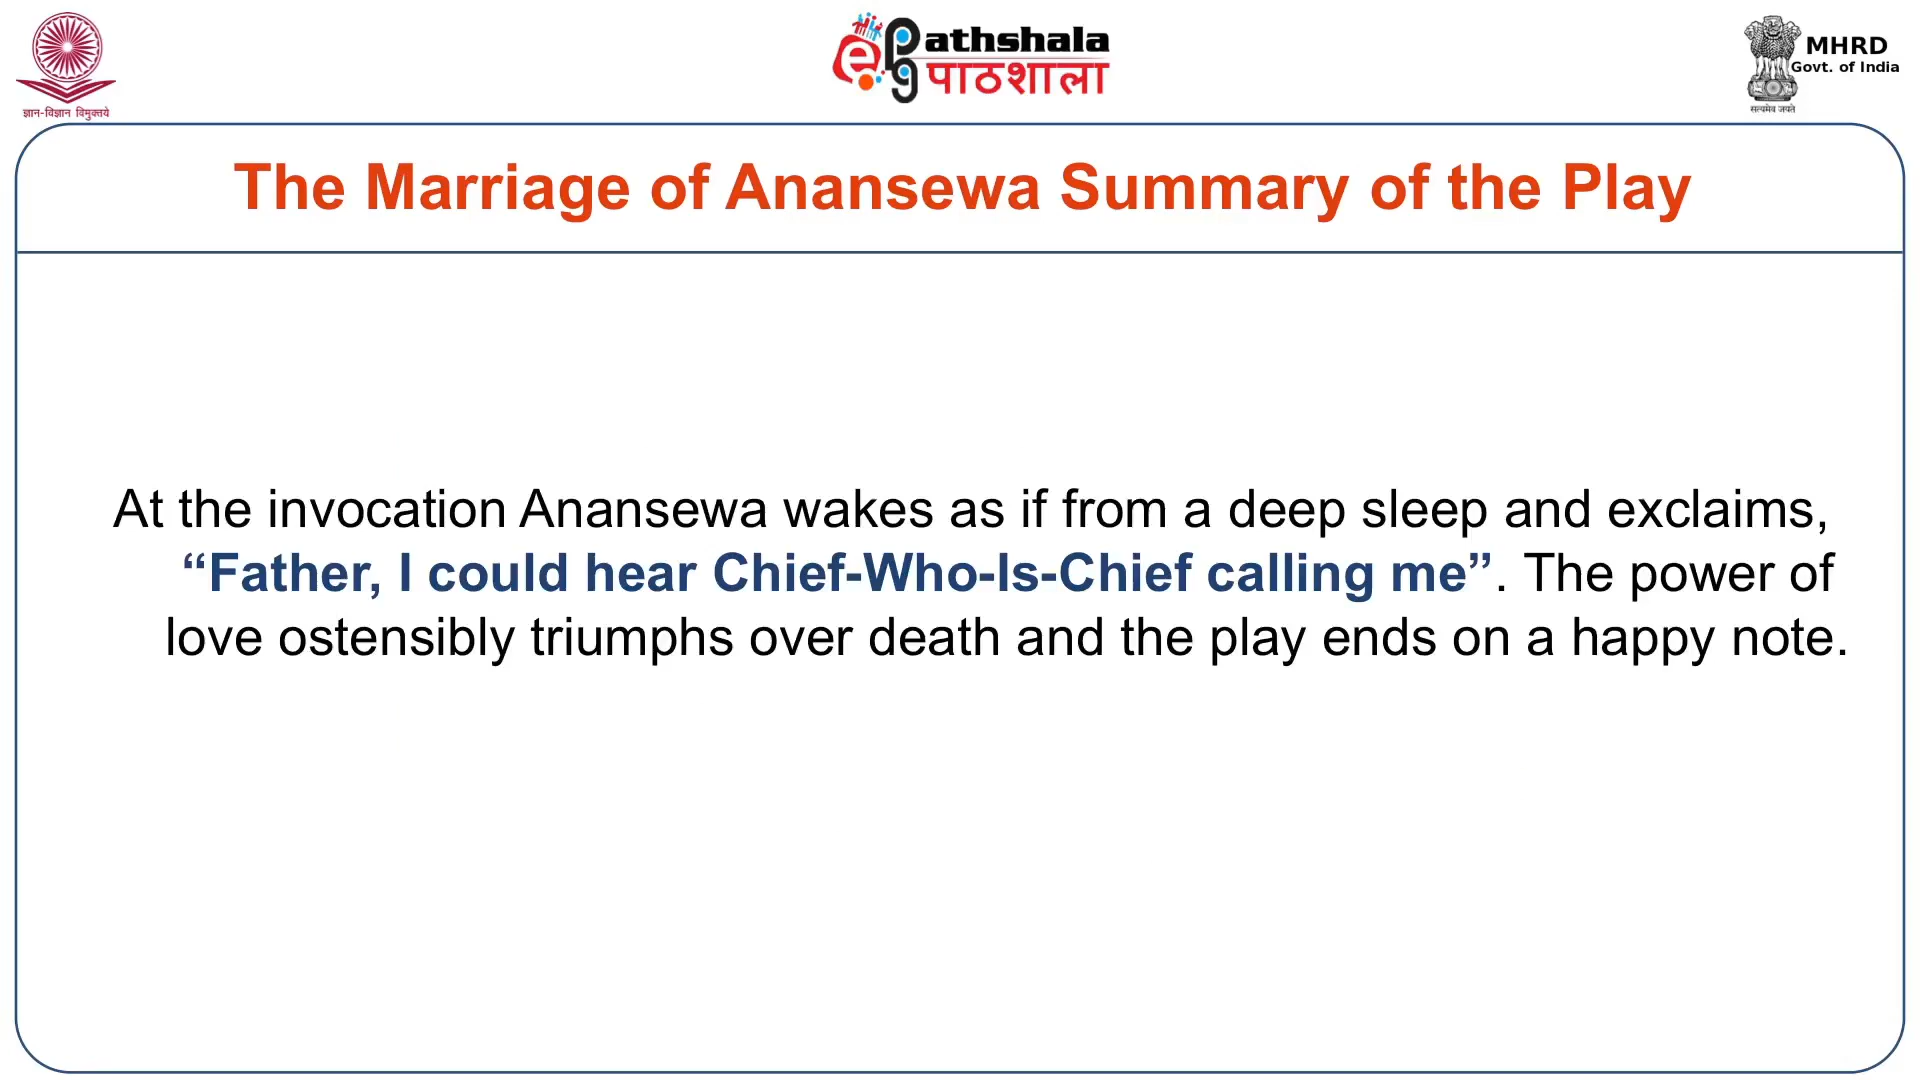 ज्ञान-विज्ञान विमुक्तये
ePathshala
पाठशाला
MHRD
Govt. of India
सत्यमेव जयते
The Marriage of Anansewa Summary of the Play
At the invocation Anansewa wakes as if from a deep sleep and exclaims,
“Father, I could hear Chief-Who-Is-Chief calling me”. The power of
love ostensibly triumphs over death and the play ends on a happy note.